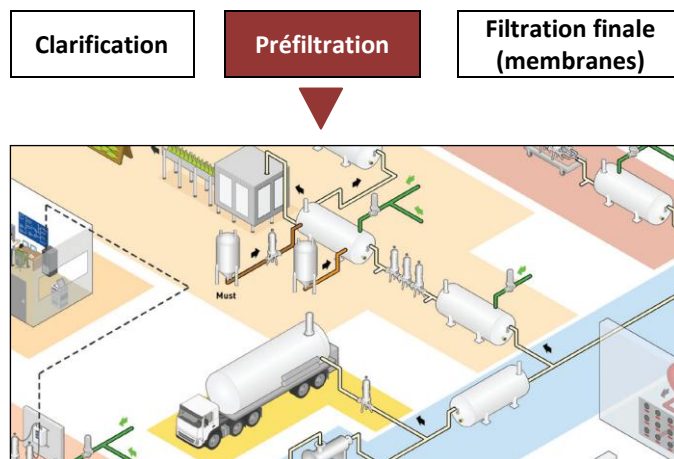 Clarification
Préfiltration
Filtration finale
(membranes)
Must